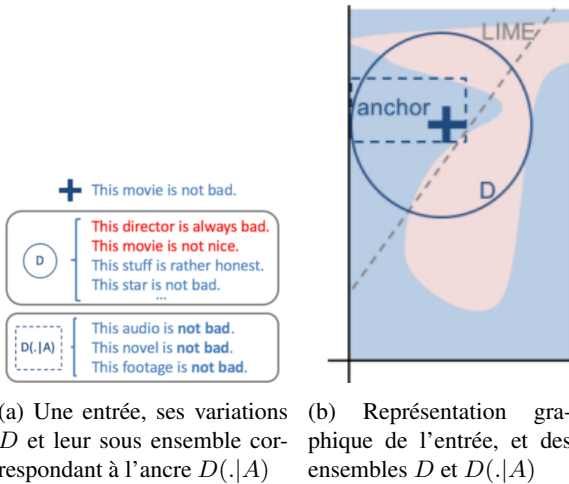 This movie is not bad.
D
This director is always bad.
This movie is not nice.
This stuff is rather honest.
This star is not bad.
...
D(.|A)
This audio is not bad.
This novel is not bad.
This footage is not bad.
(a) Une entrée, ses variations
D et leur sous ensemble cor-
respondant à l'ancre D(.|A)
LIME
anchor
D
(b) Représentation gra-
phique de l'entrée, et des
ensembles D et D(.|A)